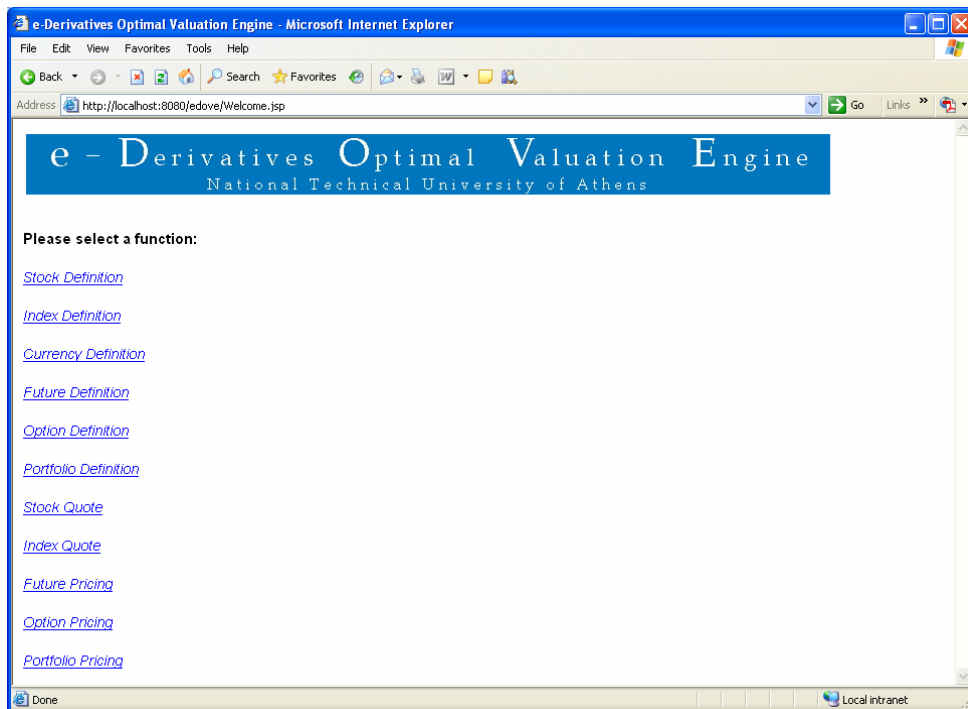 e-Derivatives Optimal Valuation Engine - Microsoft Internet Explorer
File Edit View Favorites Tools Help
Back Search Favorites
Address http://localhost:8080/edove/Welcome.jsp Go Links »
e - Derivatives Optimal Valuation Engine
National Technical University of Athens
Please select a function:
Stock Definition
Index Definition
Currency Definition
Future Definition
Option Definition
Portfolio Definition
Stock Quote
Index Quote
Future Pricing
Option Pricing
Portfolio Pricing
Done Local intranet